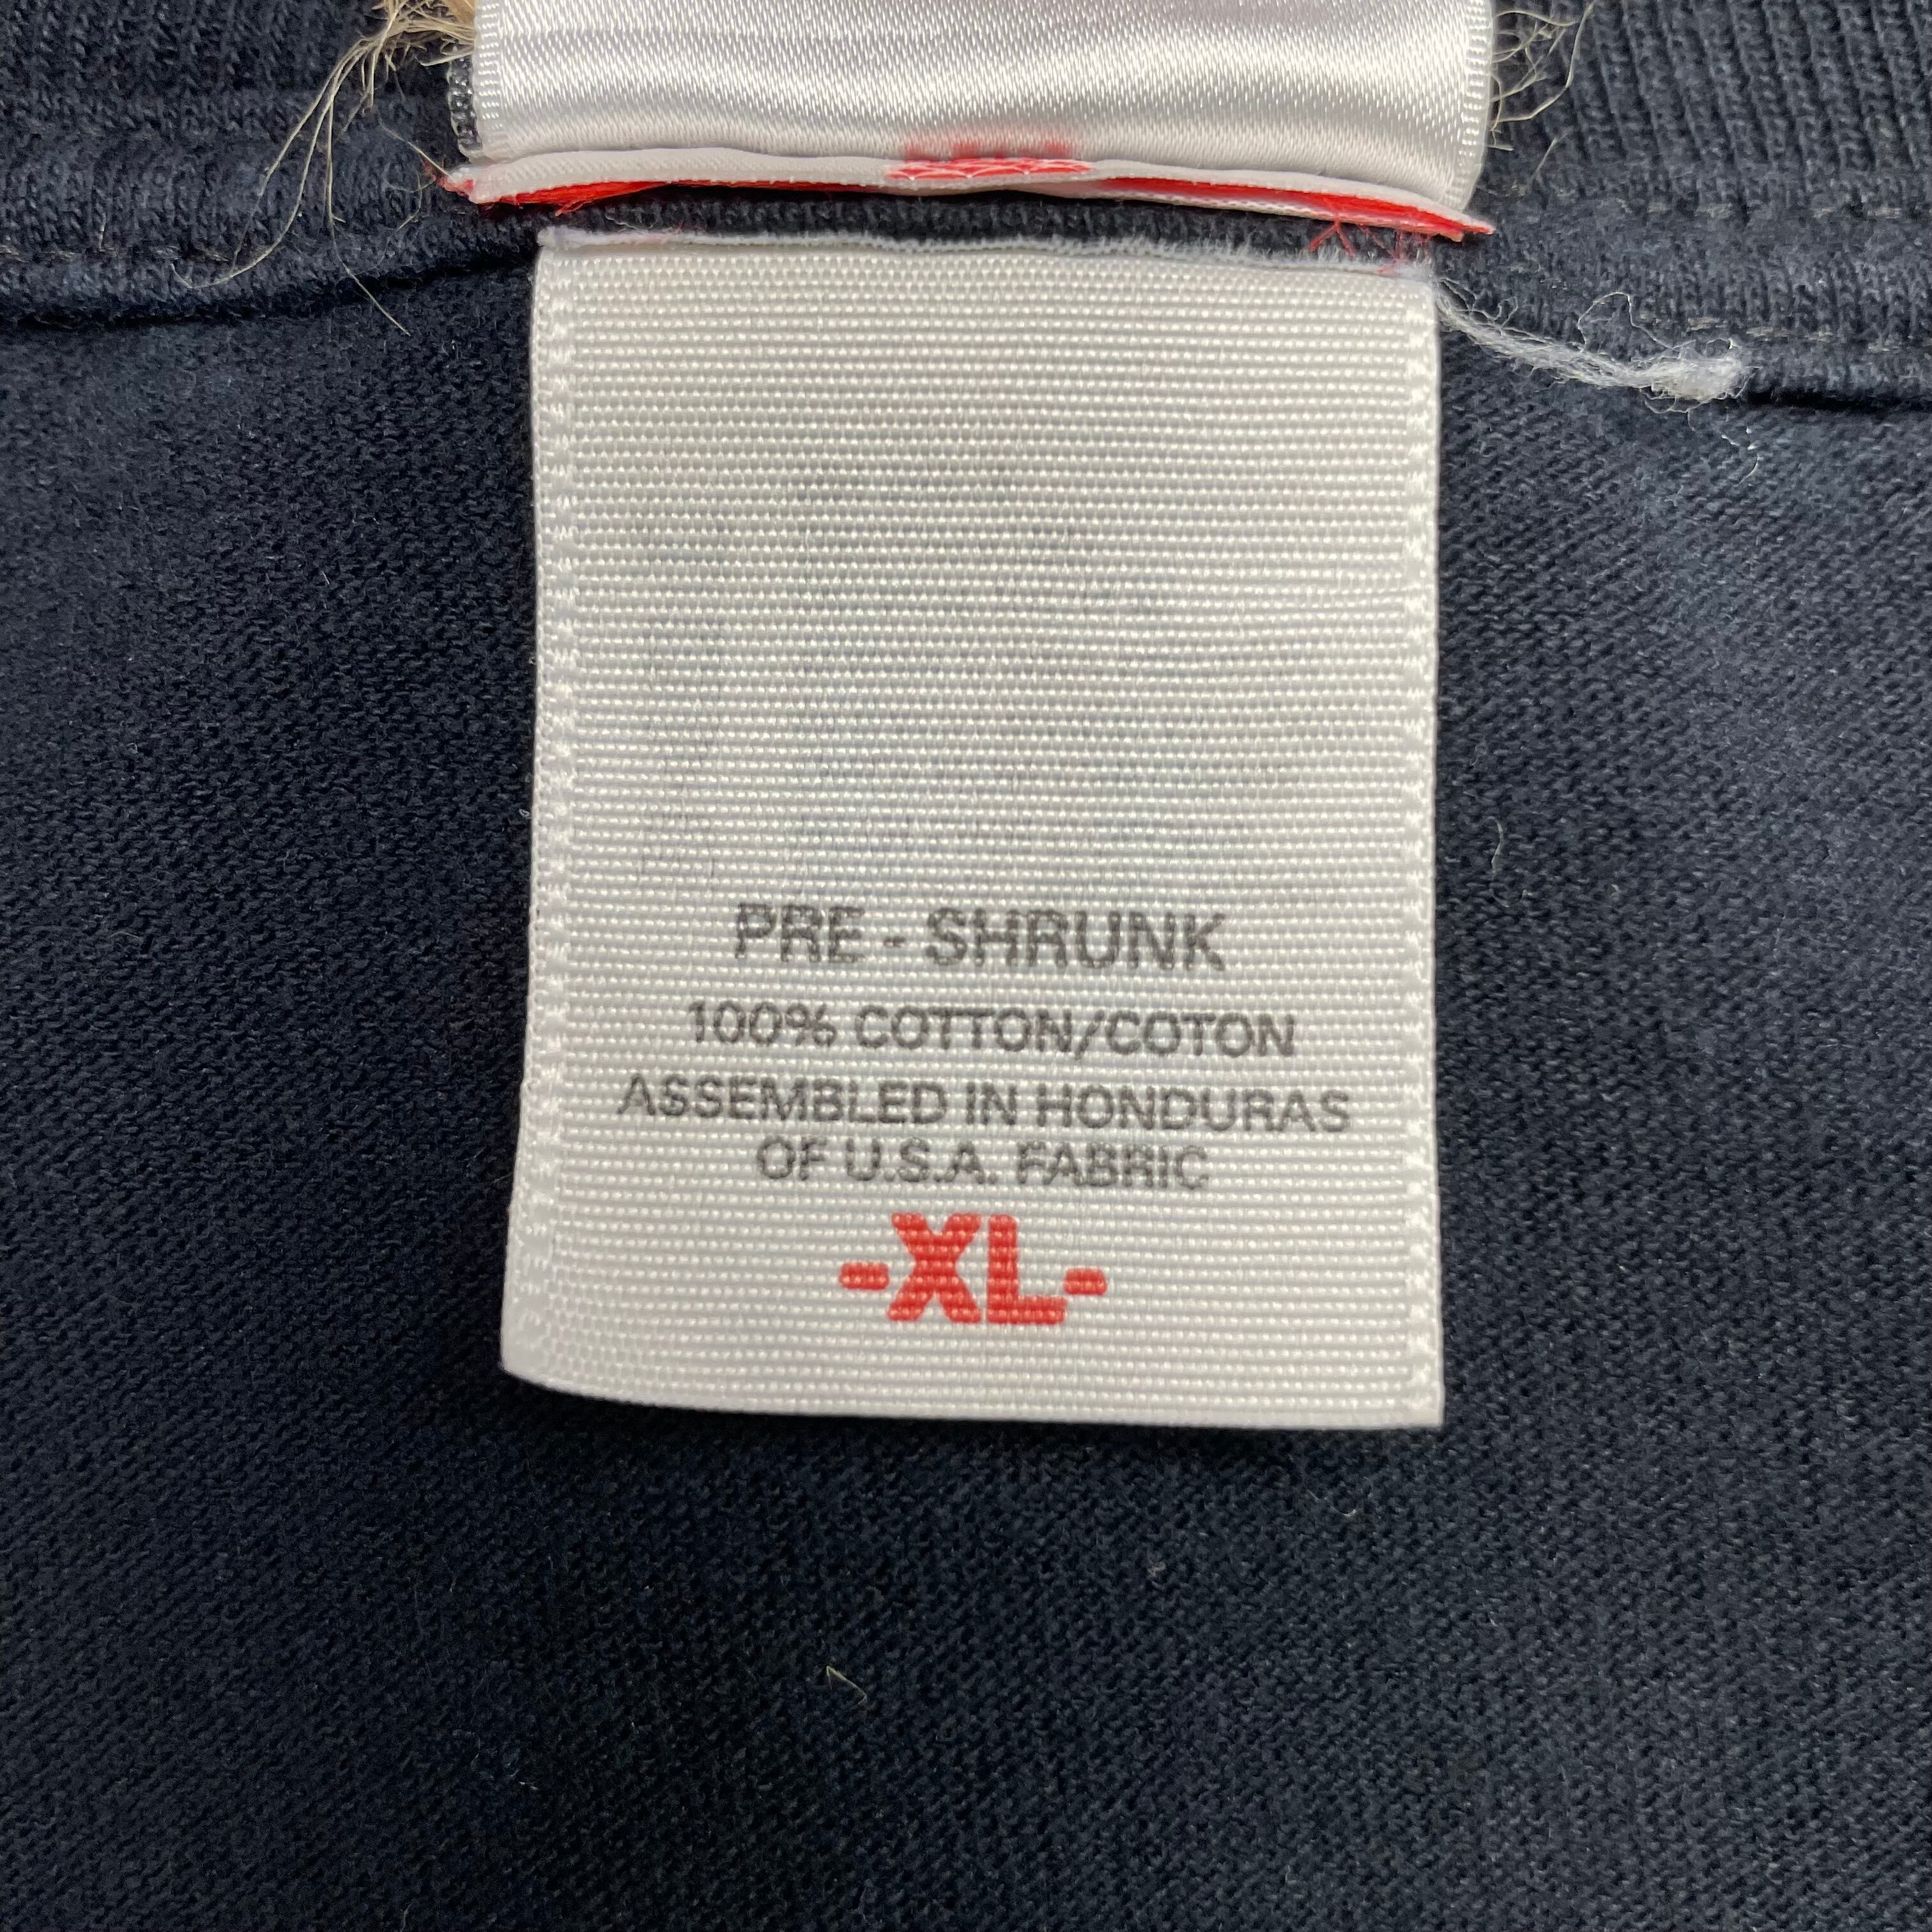 PRE - SHRUNK
100% COTTON/COTON
ASSEMBLED IN HONDURAS
OF U.S.A. FABRIC
-XL-